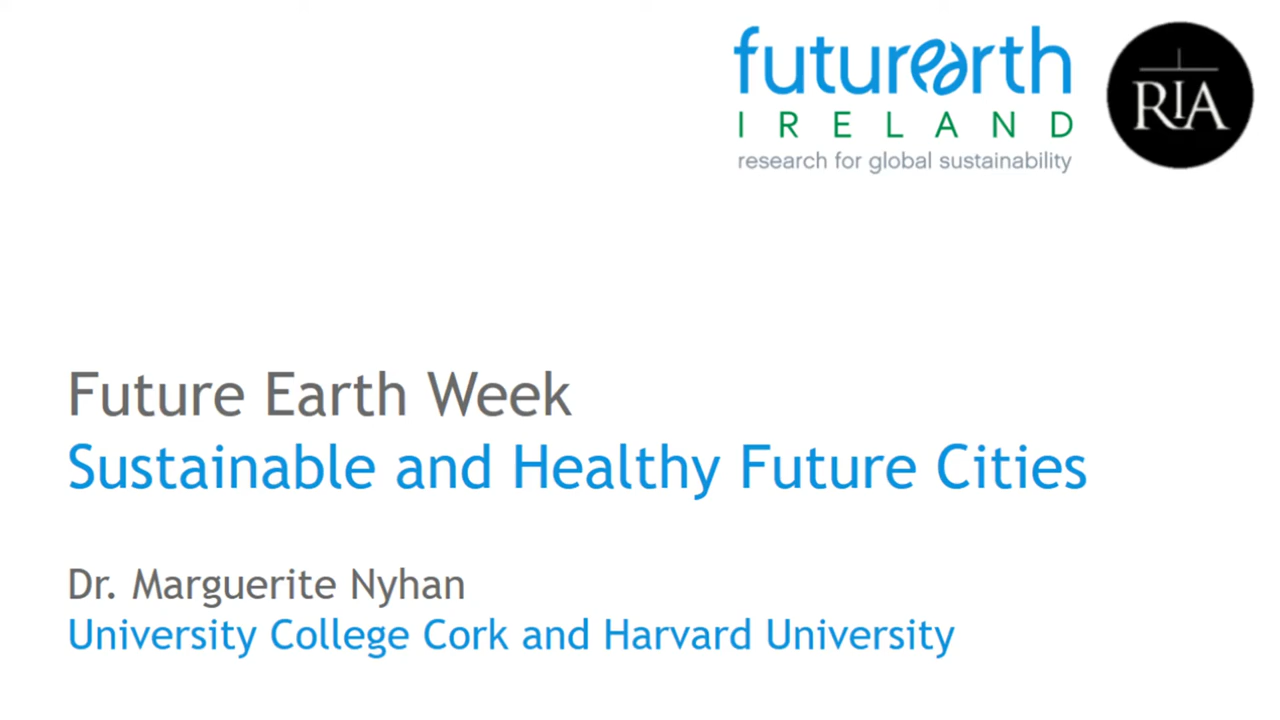 futurearth
IRELAND
research for global sustainability
RIA
Future Earth Week
Sustainable and Healthy Future Cities
Dr. Marguerite Nyhan
University College Cork and Harvard University